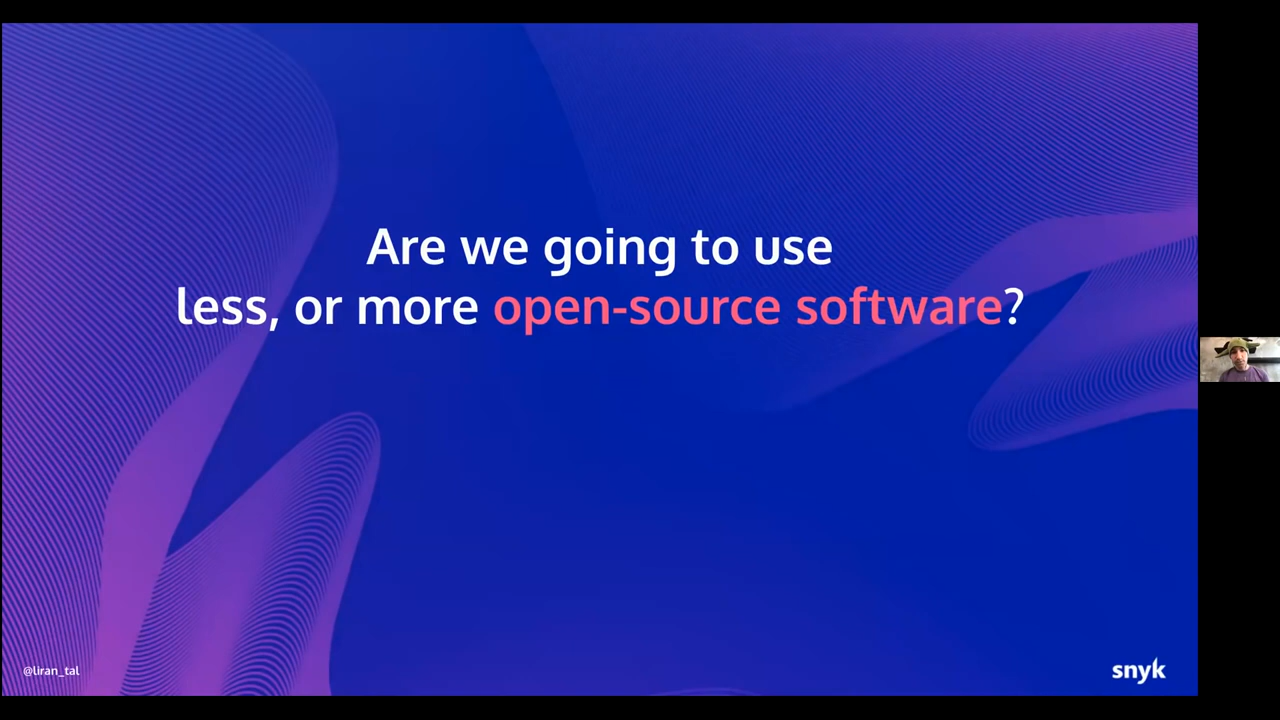 Are we going to use
less, or more open-source software?
@liran_tal
snyk